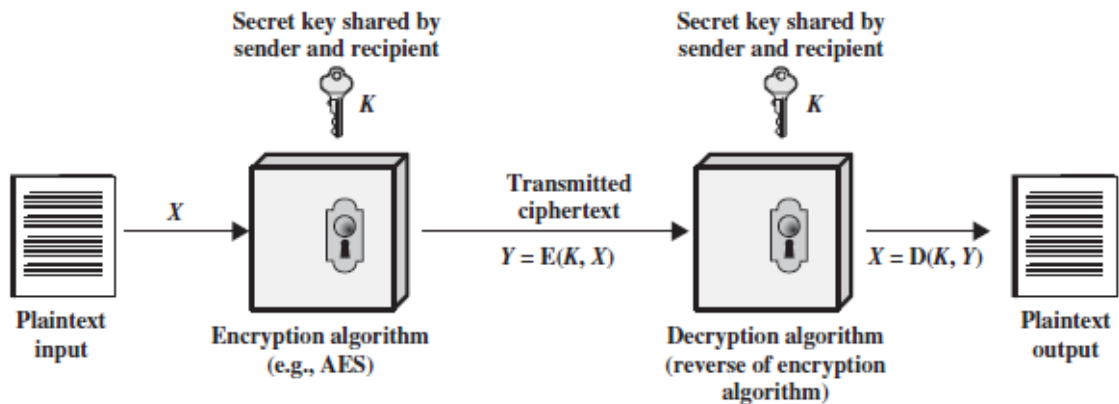 Secret key shared by
sender and recipient
K
Secret key shared by
sender and recipient
K
X
Transmitted
ciphertext
Y = E(K, X)
X = D(K, Y)
Plaintext
input
Encryption algorithm
(e.g., AES)
Decryption algorithm
(reverse of encryption
algorithm)
Plaintext
output